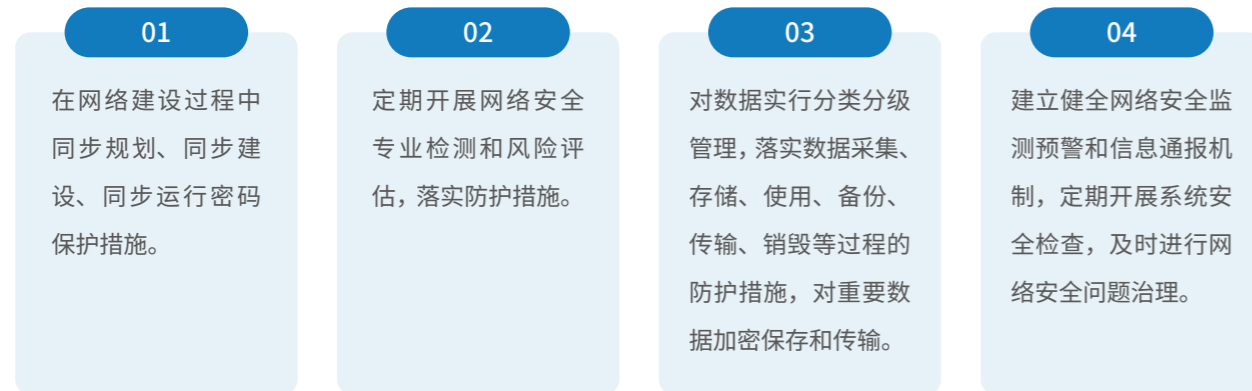 01
在网络建设过程中
同步规划、同步建
设、同步运行密码
保护措施。
02
定期开展网络安全
专业检测和风险评
估，落实防护措施。
03
对数据实行分类分级
管理，落实数据采集、
存储、使用、备份、
传输、销毁等过程的
防护措施，对重要数
据加密保存和传输。
04
建立健全网络安全监
测预警和信息通报机
制，定期开展系统安
全检查，及时进行网
络安全问题治理。